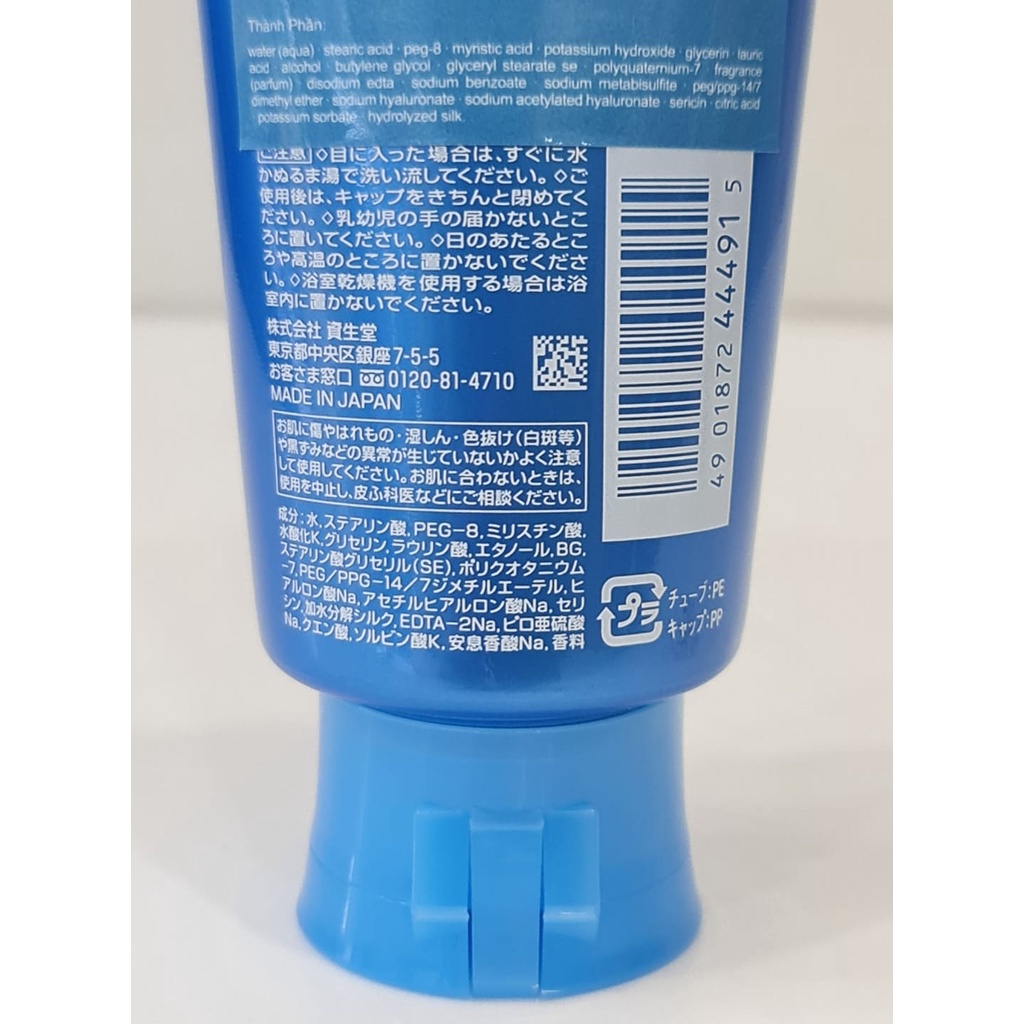 Thành Phần:
water (aqua) · stearic acid · peg-8 · myristic acid · potassium hydroxide · glycerin · lauric
acid · alcohol · butylene glycol · glyceryl stearate se · polyquaternium-7 · fragrance
(parfum) · disodium edta · sodium benzoate · sodium metabisulfite · peg/ppg-14/7
dimethyl ether · sodium hyaluronate · sodium acetylated hyaluronate · sericin · citric acid
potassium sorbate · hydrolyzed silk.
ご注意 ◇目に入った場合は、すぐに水
かぬるま湯で洗い流してください。◇ご
使用後は、キャップをきちんと閉めてく
ださい。◇乳幼児の手の届かないとこ
ろに置いてください。◇日のあたるとこ
ろや高温のところに置かないでくださ
い。◇浴室乾燥機を使用する場合は浴
室内に置かないでください。
株式会社 資生堂
東京都中央区銀座7-5-5
お客さま窓口 0120-81-4710
MADE IN JAPAN
お肌に傷やはれもの・湿しん・色抜け(白斑等)
や黒ずみなどの異常が生じていないかよく注意
して使用してください。お肌に合わないときは、
使用を中止し、皮ふ科医などにご相談ください。
成分：水,ステアリン酸,PEG-8,ミリスチン酸,
水酸化K,グリセリン,ラウリン酸,エタノール,BG,
ステアリン酸グリセリル(SE),ポリクオタニウム
-7,PEG/PPG-14/7ジメチルエーテル,ヒ
アルロン酸Na,アセチルヒアルロン酸Na,セリ
シン,加水分解シルク,EDTA-2Na,ピロ亜硫酸
Na,クエン酸,ソルビン酸K,安息香酸Na,香料
4901872444915
プラ
チューブ:PE
キャップ:PP